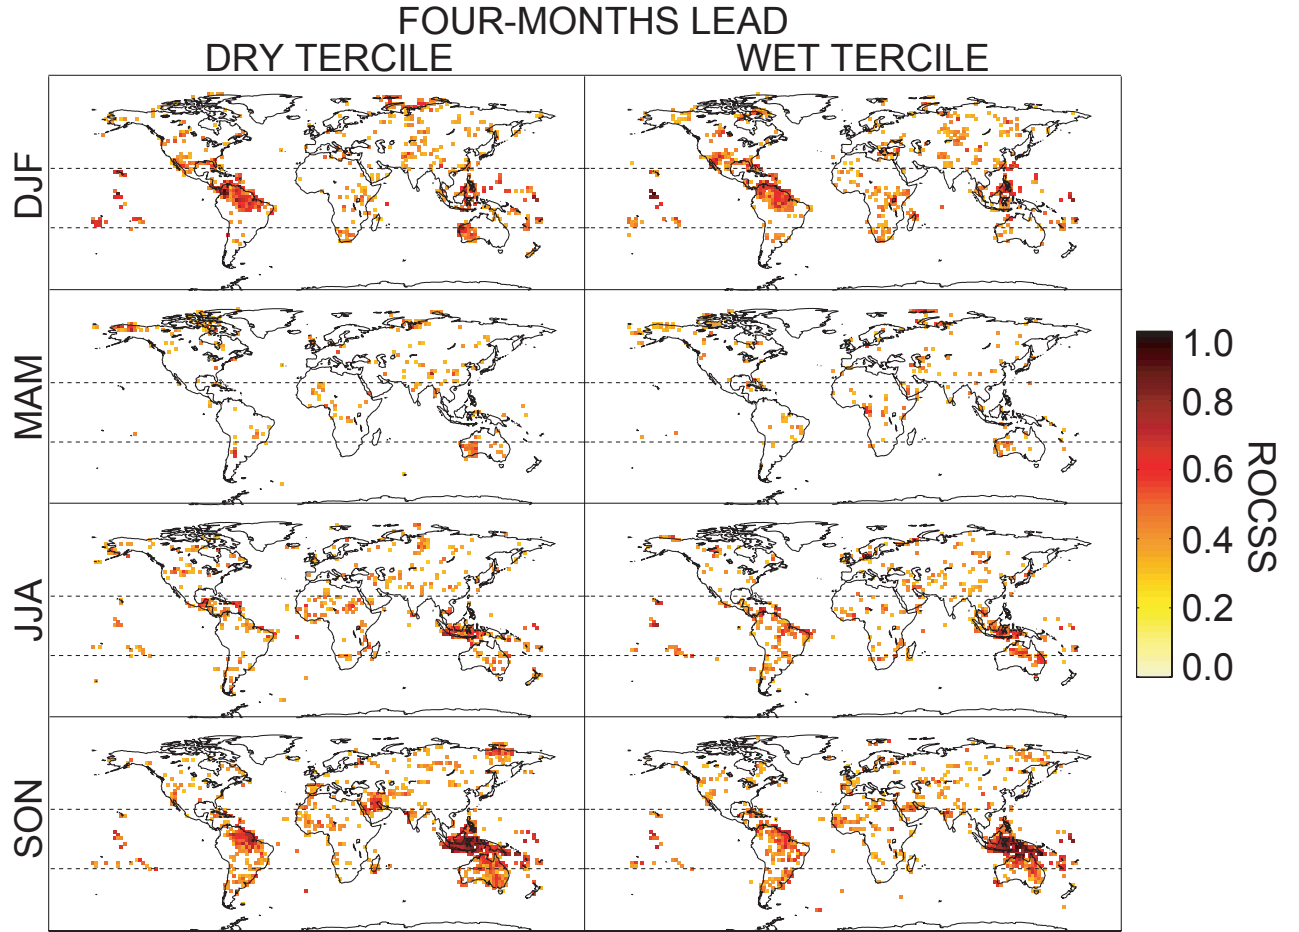 FOUR-MONTHS LEAD
DRY TERCILE
WET TERCILE
DJF
MAM
JJA
SON
1.0
0.8
0.6
0.4
0.2
0.0
ROCSS